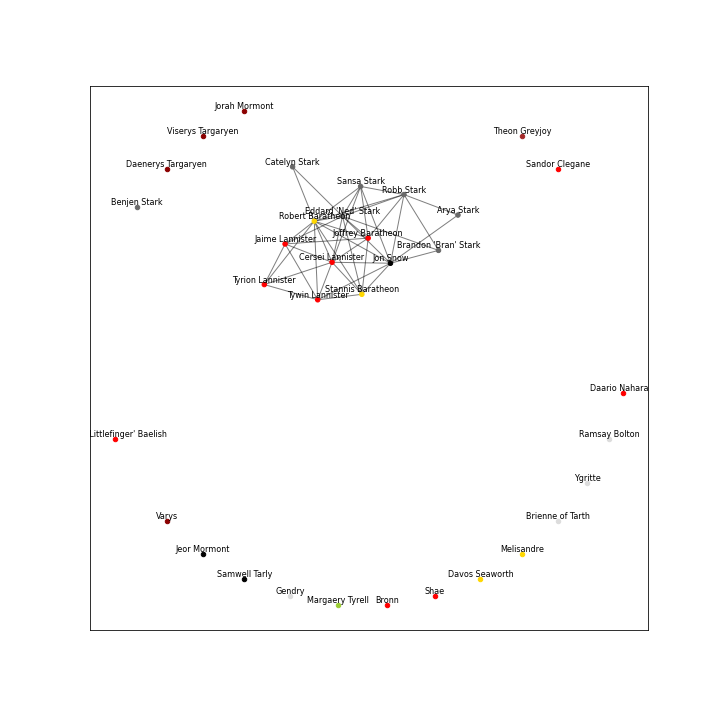 Jorah Mormont
Viserys Targaryen
Theon Greyjoy
Daenerys Targaryen
Catelyn Stark
Sandor Clegane
Sansa Stark
Robb Stark
Benjen Stark
Eddard 'Ned' Stark
Arya Stark
Robert Baratheon
Joffrey Baratheon
Jaime Lannister
Brandon 'Bran' Stark
Cersei Lannister
Jon Snow
Tyrion Lannister
Stannis Baratheon
Tywin Lannister
Daario Nahara
Littlefinger' Baelish
Ramsay Bolton
Ygritte
Varys
Brienne of Tarth
Jeor Mormont
Melisandre
Samwell Tarly
Davos Seaworth
Gendry
Shae
Margaery Tyrell
Bronn